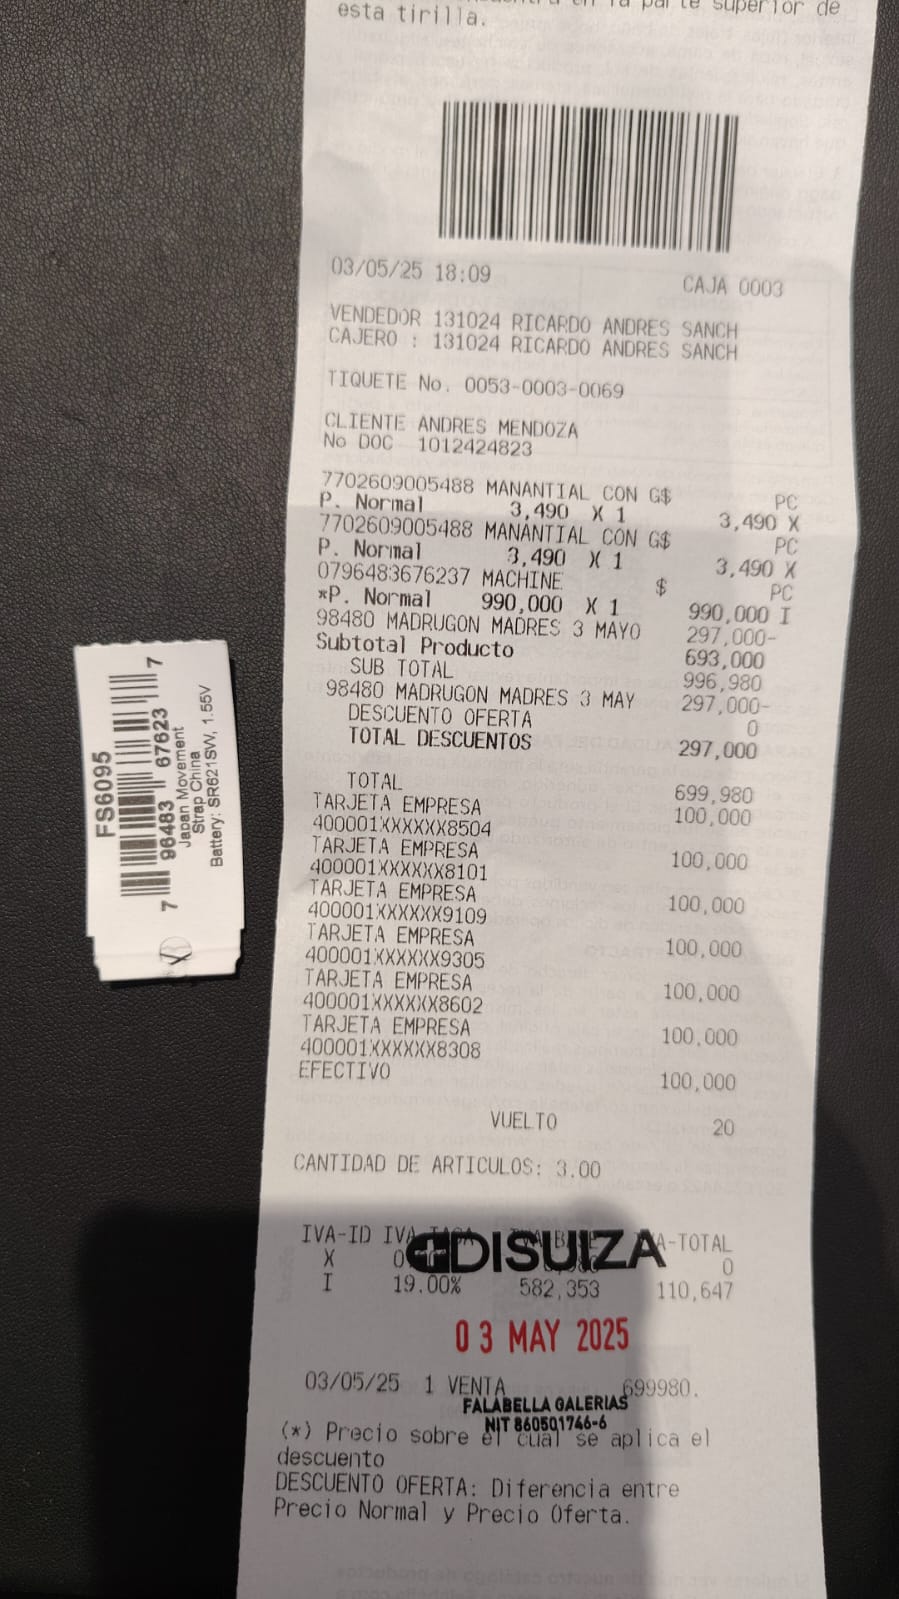 esta tirilla.
03/05/25 18:09 CAJA 0003
VENDEDOR 131024 RICARDO ANDRES SANCH
CAJERO : 131024 RICARDO ANDRES SANCH
TIQUETE No. 0053-0003-0069
CLIENTE ANDRES MENDOZA
No DOC 1012424823
7702609005488 MANANTIAL CON G$ PC
P. Normal 3,490 X 1 3,490 X
7702609005488 MANANTIAL CON G$ PC
P. Normal 3,490 X 1 3,490 X
0796483676237 MACHINE $ PC
*P. Normal 990,000 X 1 990,000 I
98480 MADRUGON MADRES 3 MAYO 297,000-
Subtotal Producto 693,000
SUB TOTAL 996,980
98480 MADRUGON MADRES 3 MAY 297,000-
DESCUENTO OFERTA 0
TOTAL DESCUENTOS 297,000
TOTAL 699,980
TARJETA EMPRESA 100,000
400001XXXXXX8504
TARJETA EMPRESA 100,000
400001XXXXXX8101
TARJETA EMPRESA 100,000
400001XXXXXX9109
TARJETA EMPRESA 100,000
400001XXXXXX9305
TARJETA EMPRESA 100,000
400001XXXXXX8602
TARJETA EMPRESA 100,000
400001XXXXXX8308
EFECTIVO 100,000
VUELTO 20
CANTIDAD DE ARTICULOS: 3.00
IVA-ID IVA -TOTAL
DISUIZA
X 0
I 19.00% 582,353 110,647
03 MAY 2025
03/05/25 1 VENTA 699980.
FALABELLA GALERIAS
NIT 860501746-6
(*) Precio sobre el cual se aplica el
descuento
DESCUENTO OFERTA: Diferencia entre
Precio Normal y Precio Oferta.
FS6095
7 96483 67623 7
Japan Movement
Strap China
Battery: SR621SW, 1.55V